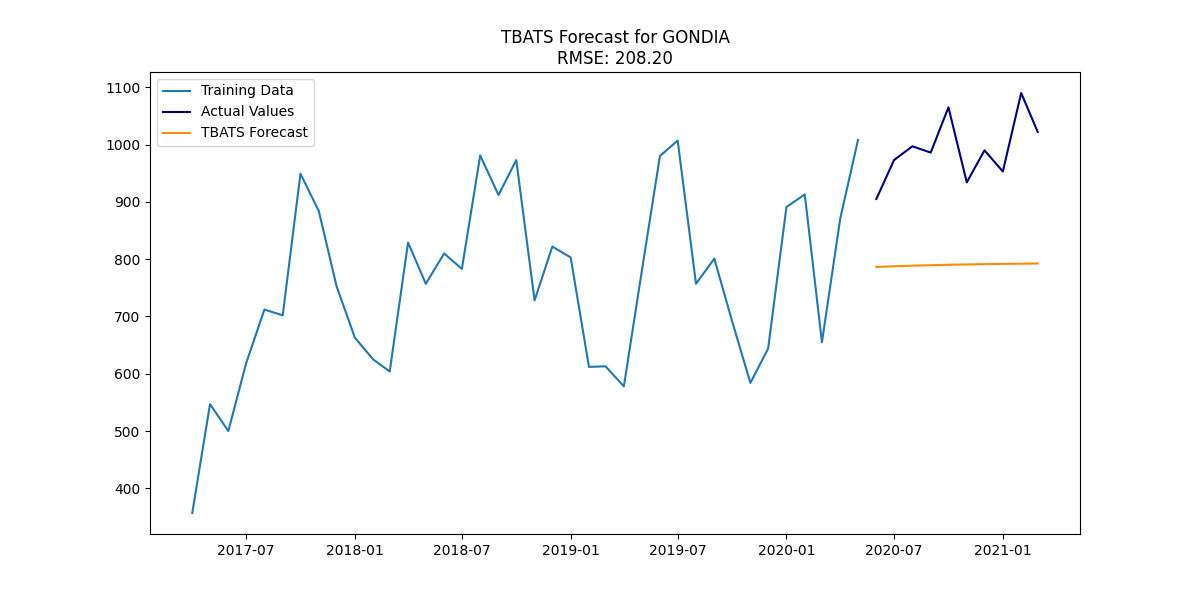 TBATS Forecast for GONDIA
RMSE: 208.20
Training Data
Actual Values
TBATS Forecast
1100
1000
900
800
700
600
500
400
2017-07 2018-01 2018-07 2019-01 2019-07 2020-01 2020-07 2021-01